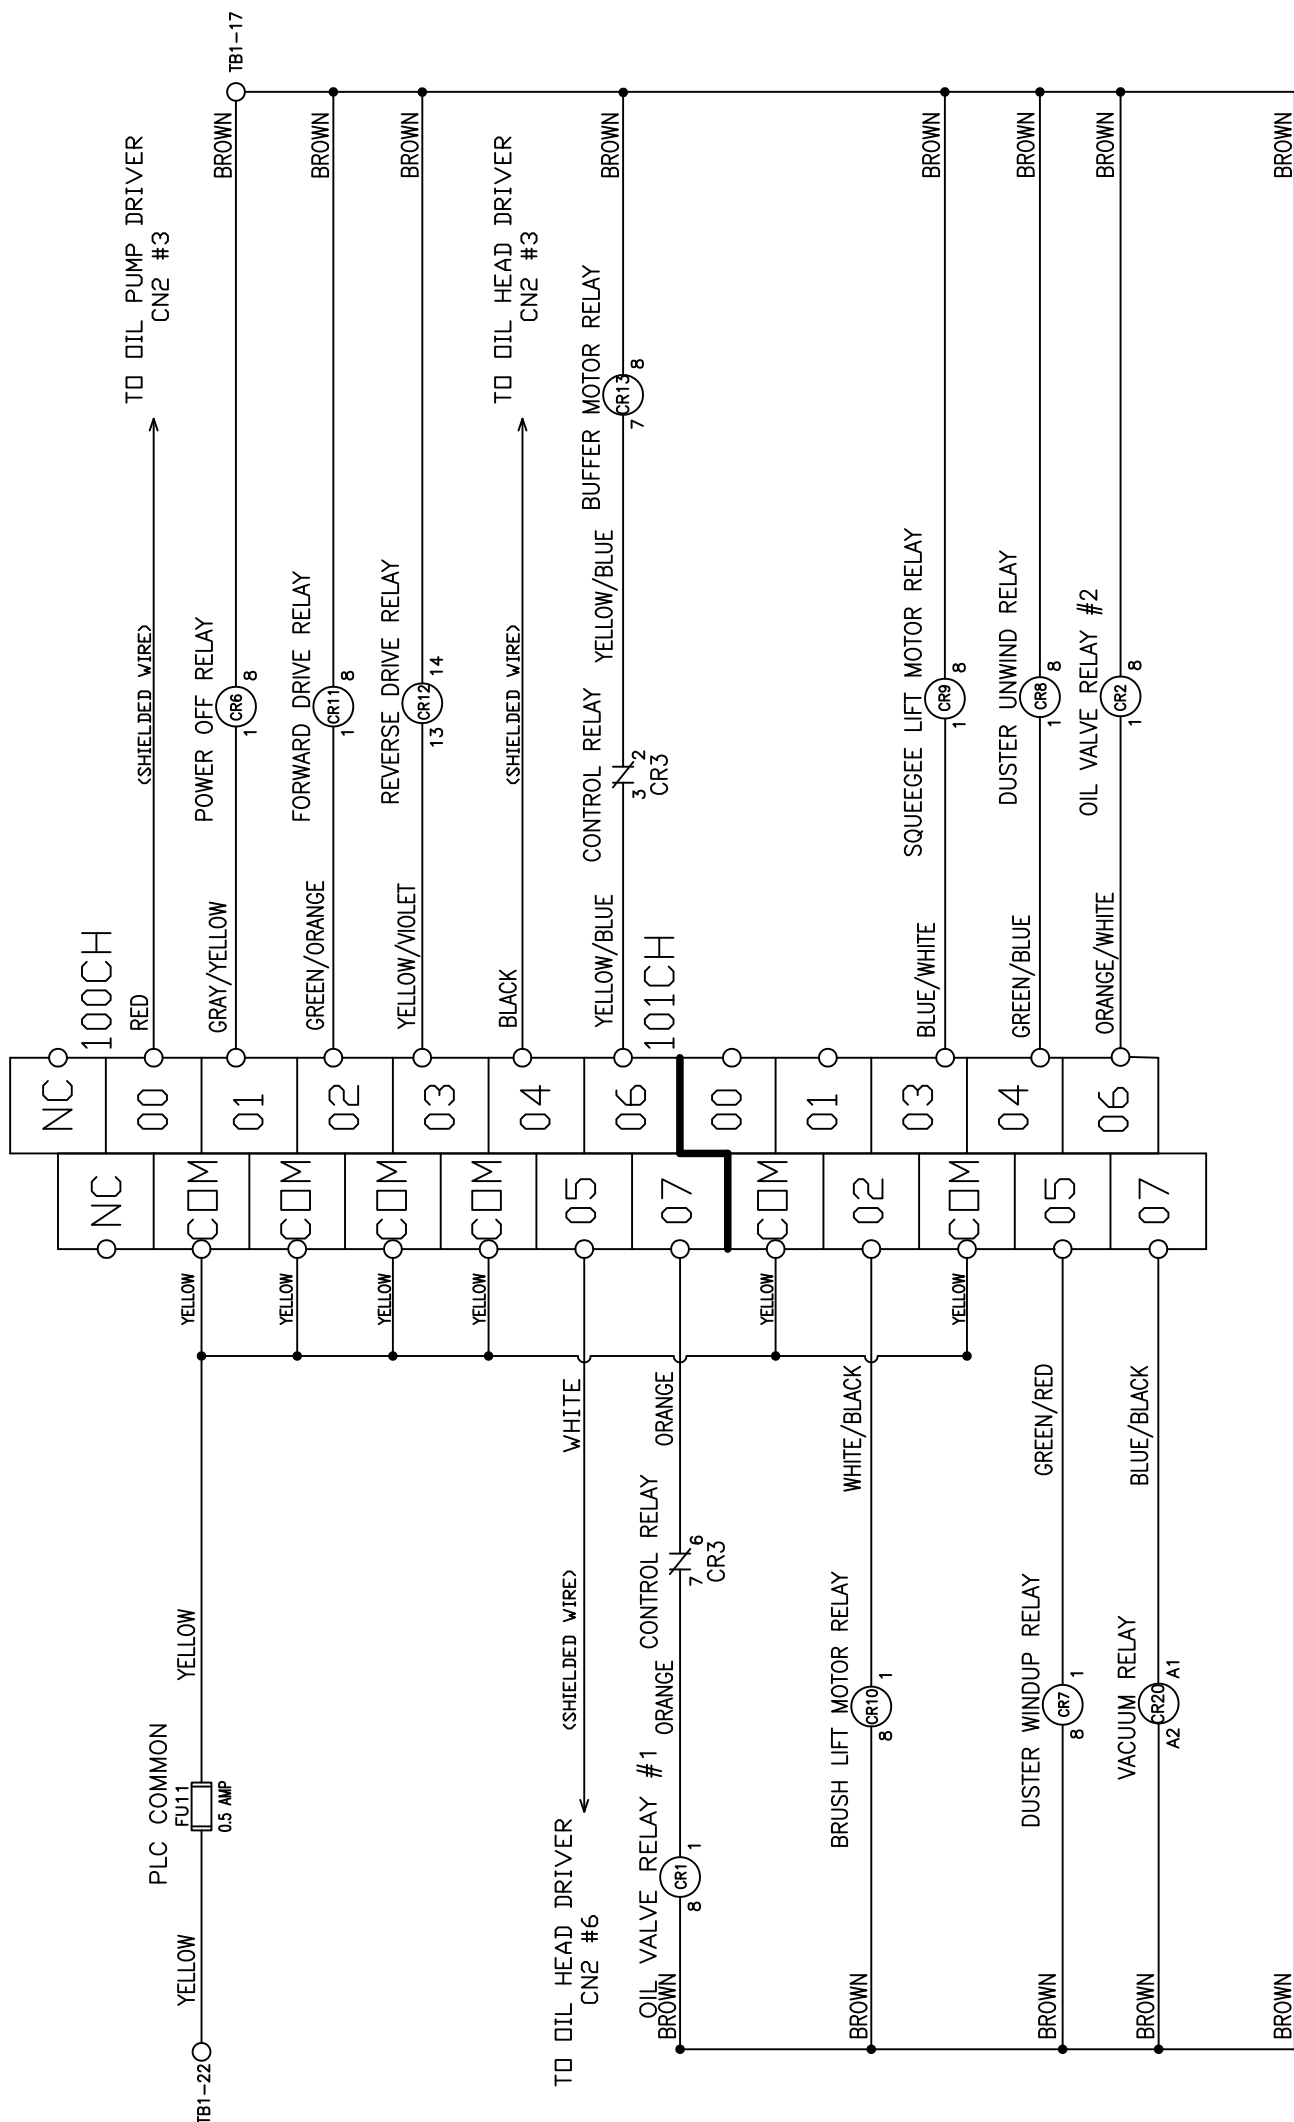 TB1-17
BROWN
BROWN
BROWN
BROWN
BROWN
BROWN
BROWN
BROWN
TO OIL PUMP DRIVER
CN2 #3
(SHIELDED WIRE)
RED
100CH
POWER OFF RELAY
CR6
1
8
GRAY/YELLOW
FORWARD DRIVE RELAY
CR11
1
8
GREEN/ORANGE
REVERSE DRIVE RELAY
CR12
13
14
YELLOW/VIOLET
TO OIL HEAD DRIVER
CN2 #3
(SHIELDED WIRE)
BLACK
YELLOW/BLUE
CONTROL RELAY
3
2
CR3
YELLOW/BLUE
BUFFER MOTOR RELAY
CR13
7
8
101CH
SQUEEGEE LIFT MOTOR RELAY
CR9
1
8
BLUE/WHITE
DUSTER UNWIND RELAY
CR8
1
8
GREEN/BLUE
OIL VALVE RELAY #2
CR2
1
8
ORANGE/WHITE
NC
00
01
02
03
04
06
00
01
03
04
06
NC
COM
COM
COM
COM
05
07
COM
02
COM
05
07
YELLOW
YELLOW
YELLOW
YELLOW
YELLOW
YELLOW
TB1-22
YELLOW
PLC COMMON
FU11
0.5 AMP
YELLOW
WHITE
(SHIELDED WIRE)
TO OIL HEAD DRIVER
CN2 #6
ORANGE
CONTROL RELAY
7
6
CR3
ORANGE
OIL VALVE RELAY #1
CR1
8
1
BROWN
WHITE/BLACK
BRUSH LIFT MOTOR RELAY
CR10
8
1
BROWN
GREEN/RED
DUSTER WINDUP RELAY
CR7
8
1
BROWN
BLUE/BLACK
VACUUM RELAY
CR20
A2
A1
BROWN
BROWN